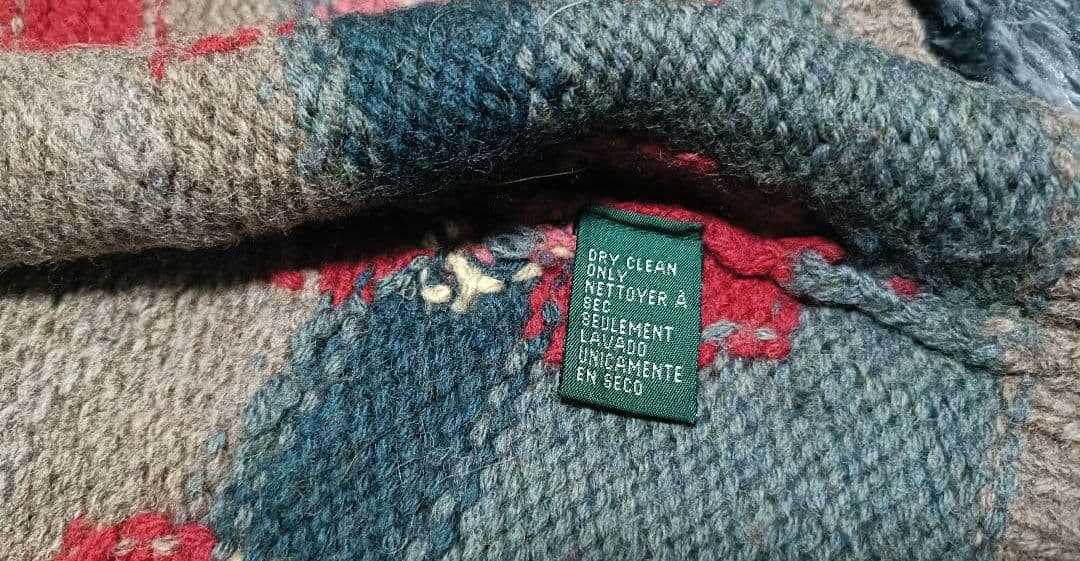 DRY CLEAN
ONLY
NETTOYER À
SEC
SEULEMENT
LAVADO
UNICAMENTE
EN SECO